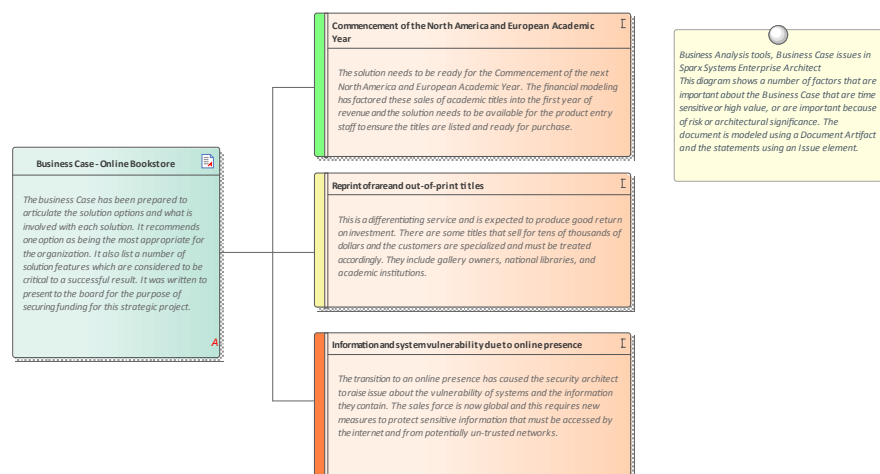 Business Case - Online Bookstore
The business Case has been prepared to
articulate the solution options and what is
involved with each solution. It recommends
one option as being the most appropriate for
the organization. It also list a number of
solution features which are considered to be
critical to a successful result. It was written to
present to the board for the purpose of
securing funding for this strategic project.
A
Commencement of the North America and European Academic
Year
The solution needs to be ready for the Commencement of the next
North America and European Academic Year. The financial modeling
has factored these sales of academic titles into the first year of
revenue and the solution needs to be available for the product entry
staff to ensure the titles are listed and ready for purchase.
Reprint of rare and out-of-print titles
This is a differentiating service and is expected to produce good return
on investment. There are some titles that sell for tens of thousands of
dollars and the customers are specialized and must be treated
accordingly. They include gallery owners, national libraries, and
academic institutions.
Information and system vulnerability due to online presence
The transition to an online presence has caused the security architect
to raise issue about the vulnerability of systems and the information
they contain. The sales force is now global and this requires new
measures to protect sensitive information that must be accessed by
the internet and from potentially un-trusted networks.
Business Analysis tools, Business Case issues in
Sparx Systems Enterprise Architect
This diagram shows a number of factors that are
important about the Business Case that are time
sensitive or high value, or are important because
of risk or architectural significance. The
document is modeled using a Document Artifact
and the statements using an Issue element.